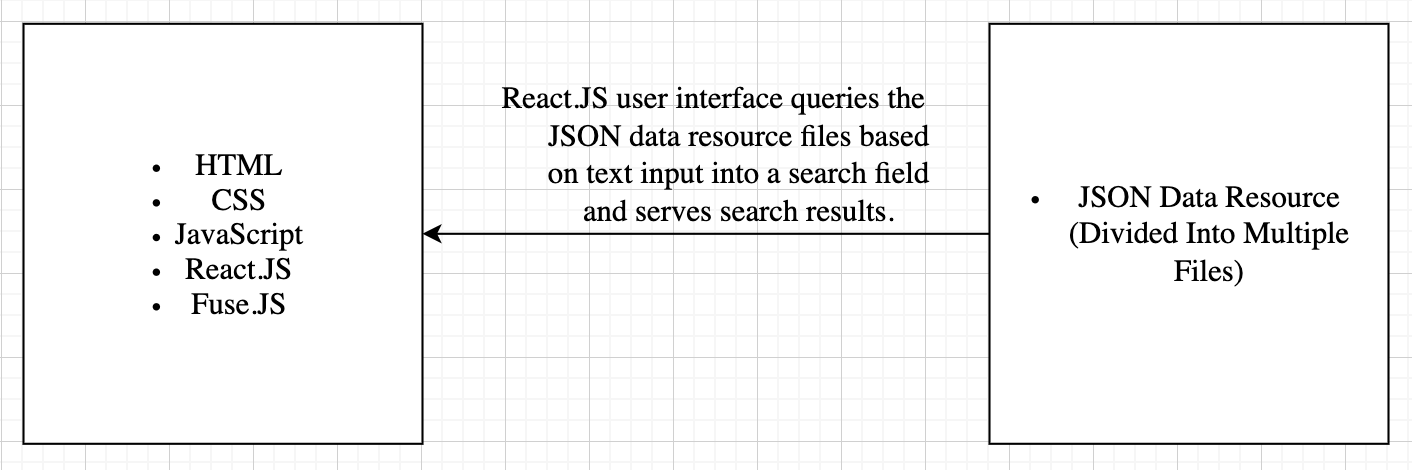 • HTML
• CSS
• JavaScript
• React.JS
• Fuse.JS
React.JS user interface queries the
JSON data resource files based
on text input into a search field
and serves search results.
• JSON Data Resource
(Divided Into Multiple
Files)